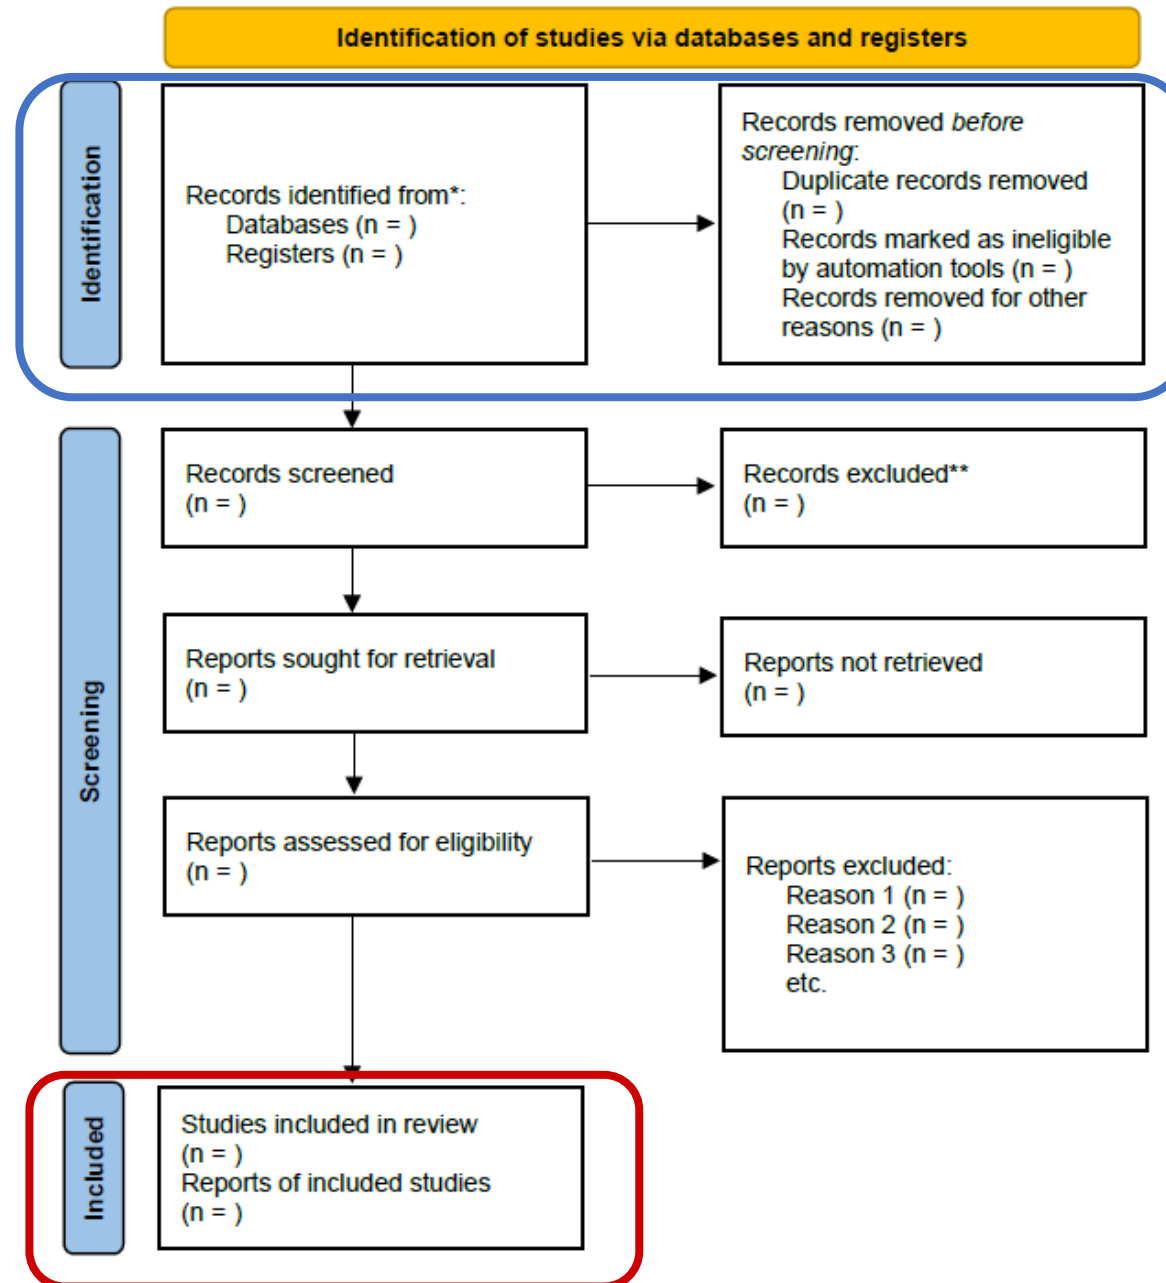 Identification of studies via databases and registers
Identification
Records identified from*:
Databases (n = )
Registers (n = )
Records removed before
screening:
Duplicate records removed
(n = )
Records marked as ineligible
by automation tools (n = )
Records removed for other
reasons (n = )
Screening
Records screened
(n = )
Records excluded**
(n = )
Reports sought for retrieval
(n = )
Reports not retrieved
(n = )
Reports assessed for eligibility
(n = )
Reports excluded:
Reason 1 (n = )
Reason 2 (n = )
Reason 3 (n = )
etc.
Included
Studies included in review
(n = )
Reports of included studies
(n = )